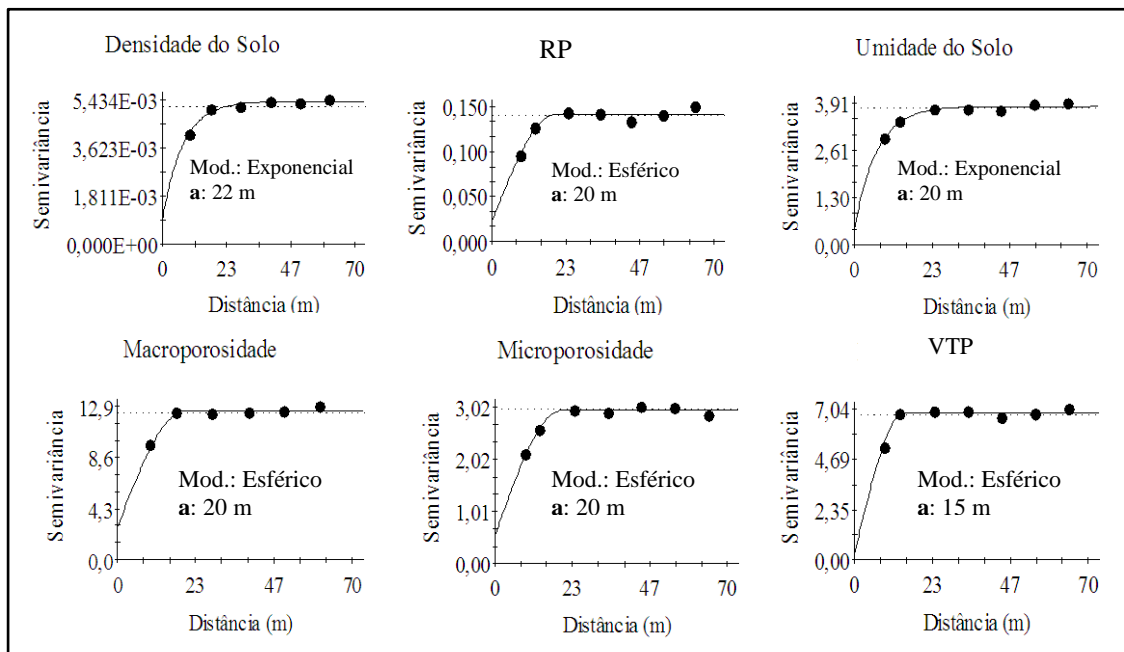 Densidade do Solo
Semivariância
5,434E-03
3,623E-03
1,811E-03
0,000E+00
Mod.: Exponencial
a: 22 m
0 23 47 70
Distância (m)
RP
Semivariância
0,150
0,100
0,050
0,000
Mod.: Esférico
a: 20 m
0 23 47 70
Distância (m)
Umidade do Solo
Semivariância
3,91
2,61
1,30
0,00
Mod.: Exponencial
a: 20 m
0 23 47 70
Distância (m)
Macroporosidade
Semivariância
12,9
8,6
4,3
0,0
Mod.: Esférico
a: 20 m
0 23 47 70
Distância (m)
Microporosidade
Semivariância
3,02
2,02
1,01
0,00
Mod.: Esférico
a: 20 m
0 23 47 70
Distância (m)
VTP
Semivariância
7,04
4,69
2,35
0,00
Mod.: Esférico
a: 15 m
0 23 47 70
Distância (m)